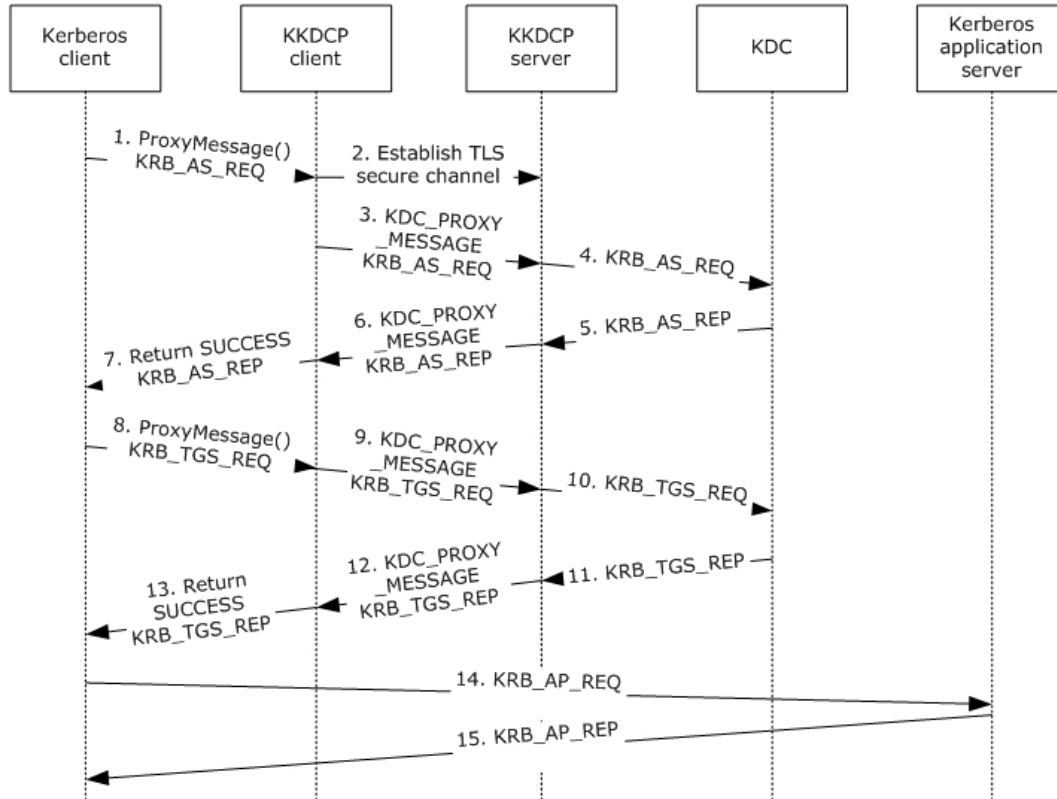 Kerberos
client
KKDCP
client
KKDCP
server
KDC
Kerberos
application
server
1. ProxyMessage()
KRB_AS_REQ
2. Establish TLS
secure channel
3. KDC_PROXY
_MESSAGE
KRB_AS_REQ
4. KRB_AS_REQ
5. KRB_AS_REP
6. KDC_PROXY
_MESSAGE
KRB_AS_REP
7. Return SUCCESS
KRB_AS_REP
8. ProxyMessage()
KRB_TGS_REQ
9. KDC_PROXY
_MESSAGE
KRB_TGS_REQ
10. KRB_TGS_REQ
11. KRB_TGS_REP
12. KDC_PROXY
_MESSAGE
KRB_TGS_REP
13. Return
SUCCESS
KRB_TGS_REP
14. KRB_AP_REQ
15. KRB_AP_REP